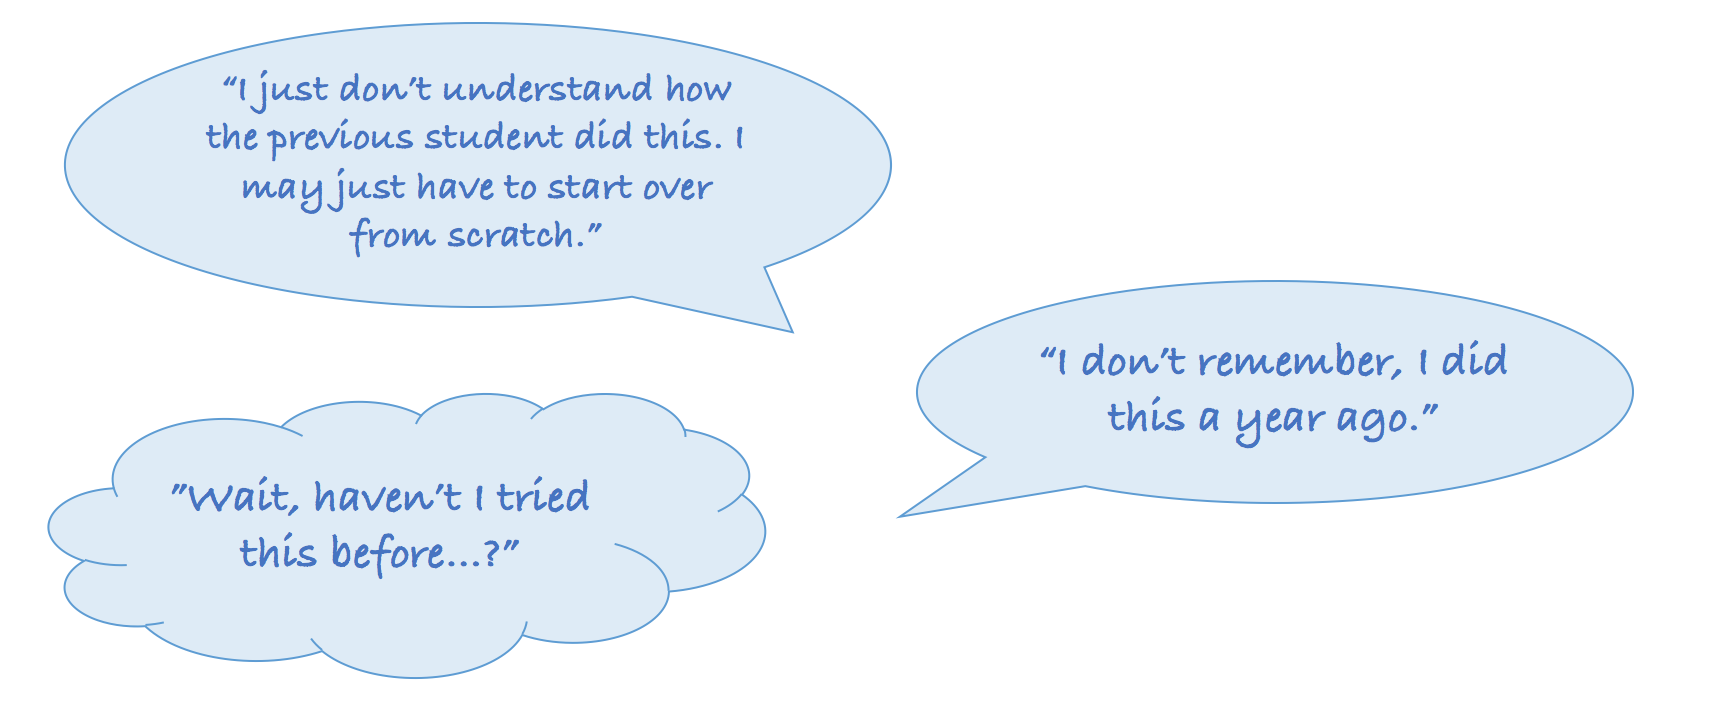 “I just don’t understand how
the previous student did this. I
may just have to start over
from scratch.”
“I don’t remember, I did
this a year ago.”
”Wait, haven’t I tried
this before...?”